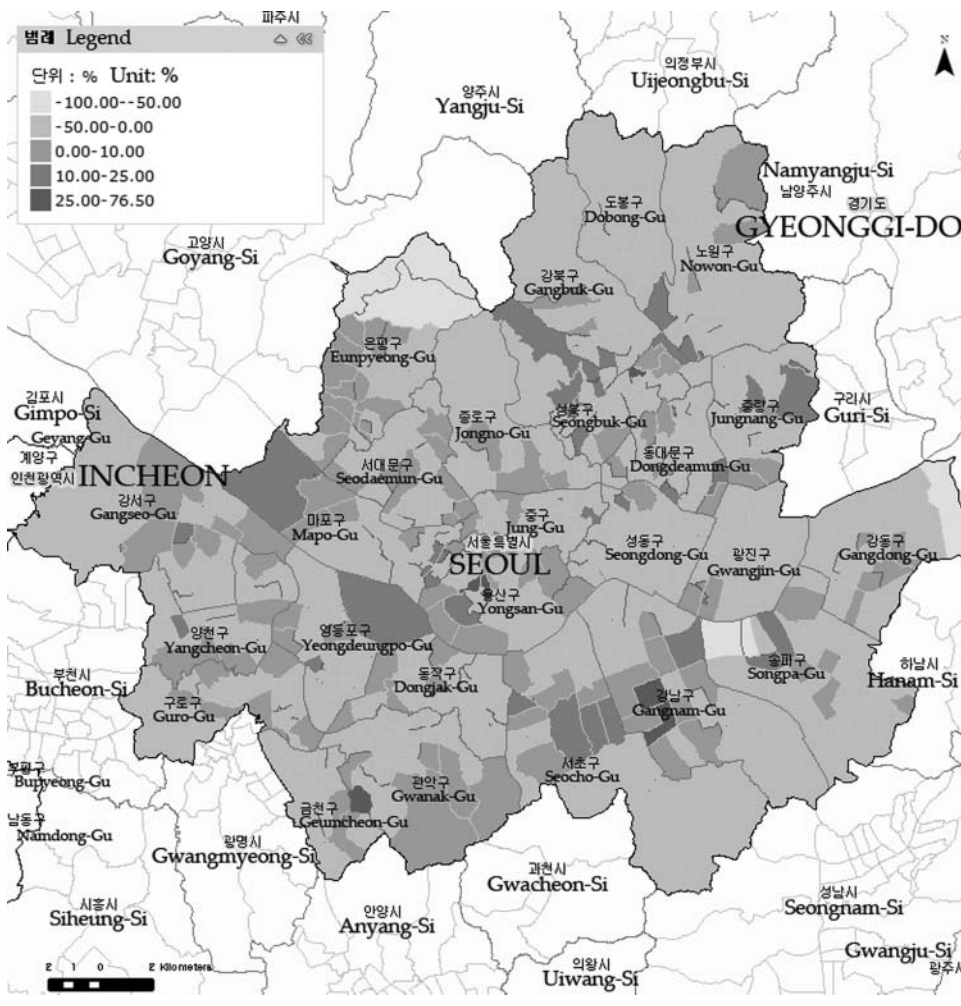 파주시
범례 Legend
단위 : % Unit: %
-100.00--50.00
-50.00-0.00
0.00-10.00
10.00-25.00
25.00-76.50
N
의정부시
Uijeongbu-Si
양주시
Yangju-Si
Namyangju-Si
남양주시
경기도
GYEONGGI-DO
도봉구
Dobong-Gu
고양시
Goyang-Si
노원구
Nowon-Gu
강북구
Gangbuk-Gu
은평구
Eunpyeong-Gu
김포시
Gimpo-Si
구리시
Guri-Si
중랑구
Jungnang-Gu
종로구
Jongno-Gu
성북구
Seongbuk-Gu
Geyang-Gu
계양구
인천광역시
INCHEON
서대문구
Seodaemun-Gu
동대문구
Dongdeamun-Gu
강서구
Gangseo-Gu
마포구
Mapo-Gu
중구
Jung-Gu
서울특별시
SEOUL
성동구
Seongdong-Gu
광진구
Gwangjin-Gu
강동구
Gangdong-Gu
용산구
Yongsan-Gu
양천구
Yangcheon-Gu
영등포구
Yeongdeungpo-Gu
동작구
Dongjak-Gu
송파구
Songpa-Gu
하남시
Hanam-Si
부천시
Bucheon-Si
구로구
Guro-Gu
강남구
Gangnam-Gu
서초구
Seocho-Gu
관악구
Gwanak-Gu
금천구
Geumcheon-Gu
부평구
Bupyeong-Gu
남동구
Namdong-Gu
광명시
Gwangmyeong-Si
과천시
Gwacheon-Si
시흥시
Siheung-Si
안양시
Anyang-Si
성남시
Seongnam-Si
의왕시
Uiwang-Si
Gwangju-Si
광주시
2 1 0 2 Kilometers